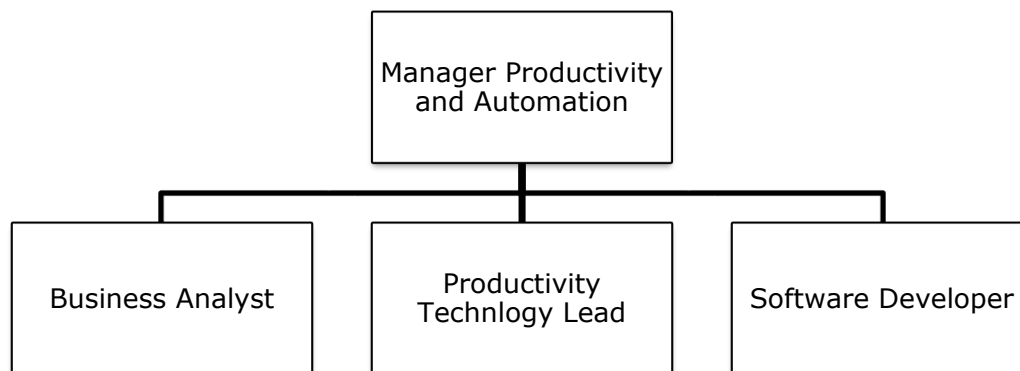 Manager Productivity
and Automation
Business Analyst
Productivity
Technlogy Lead
Software Developer